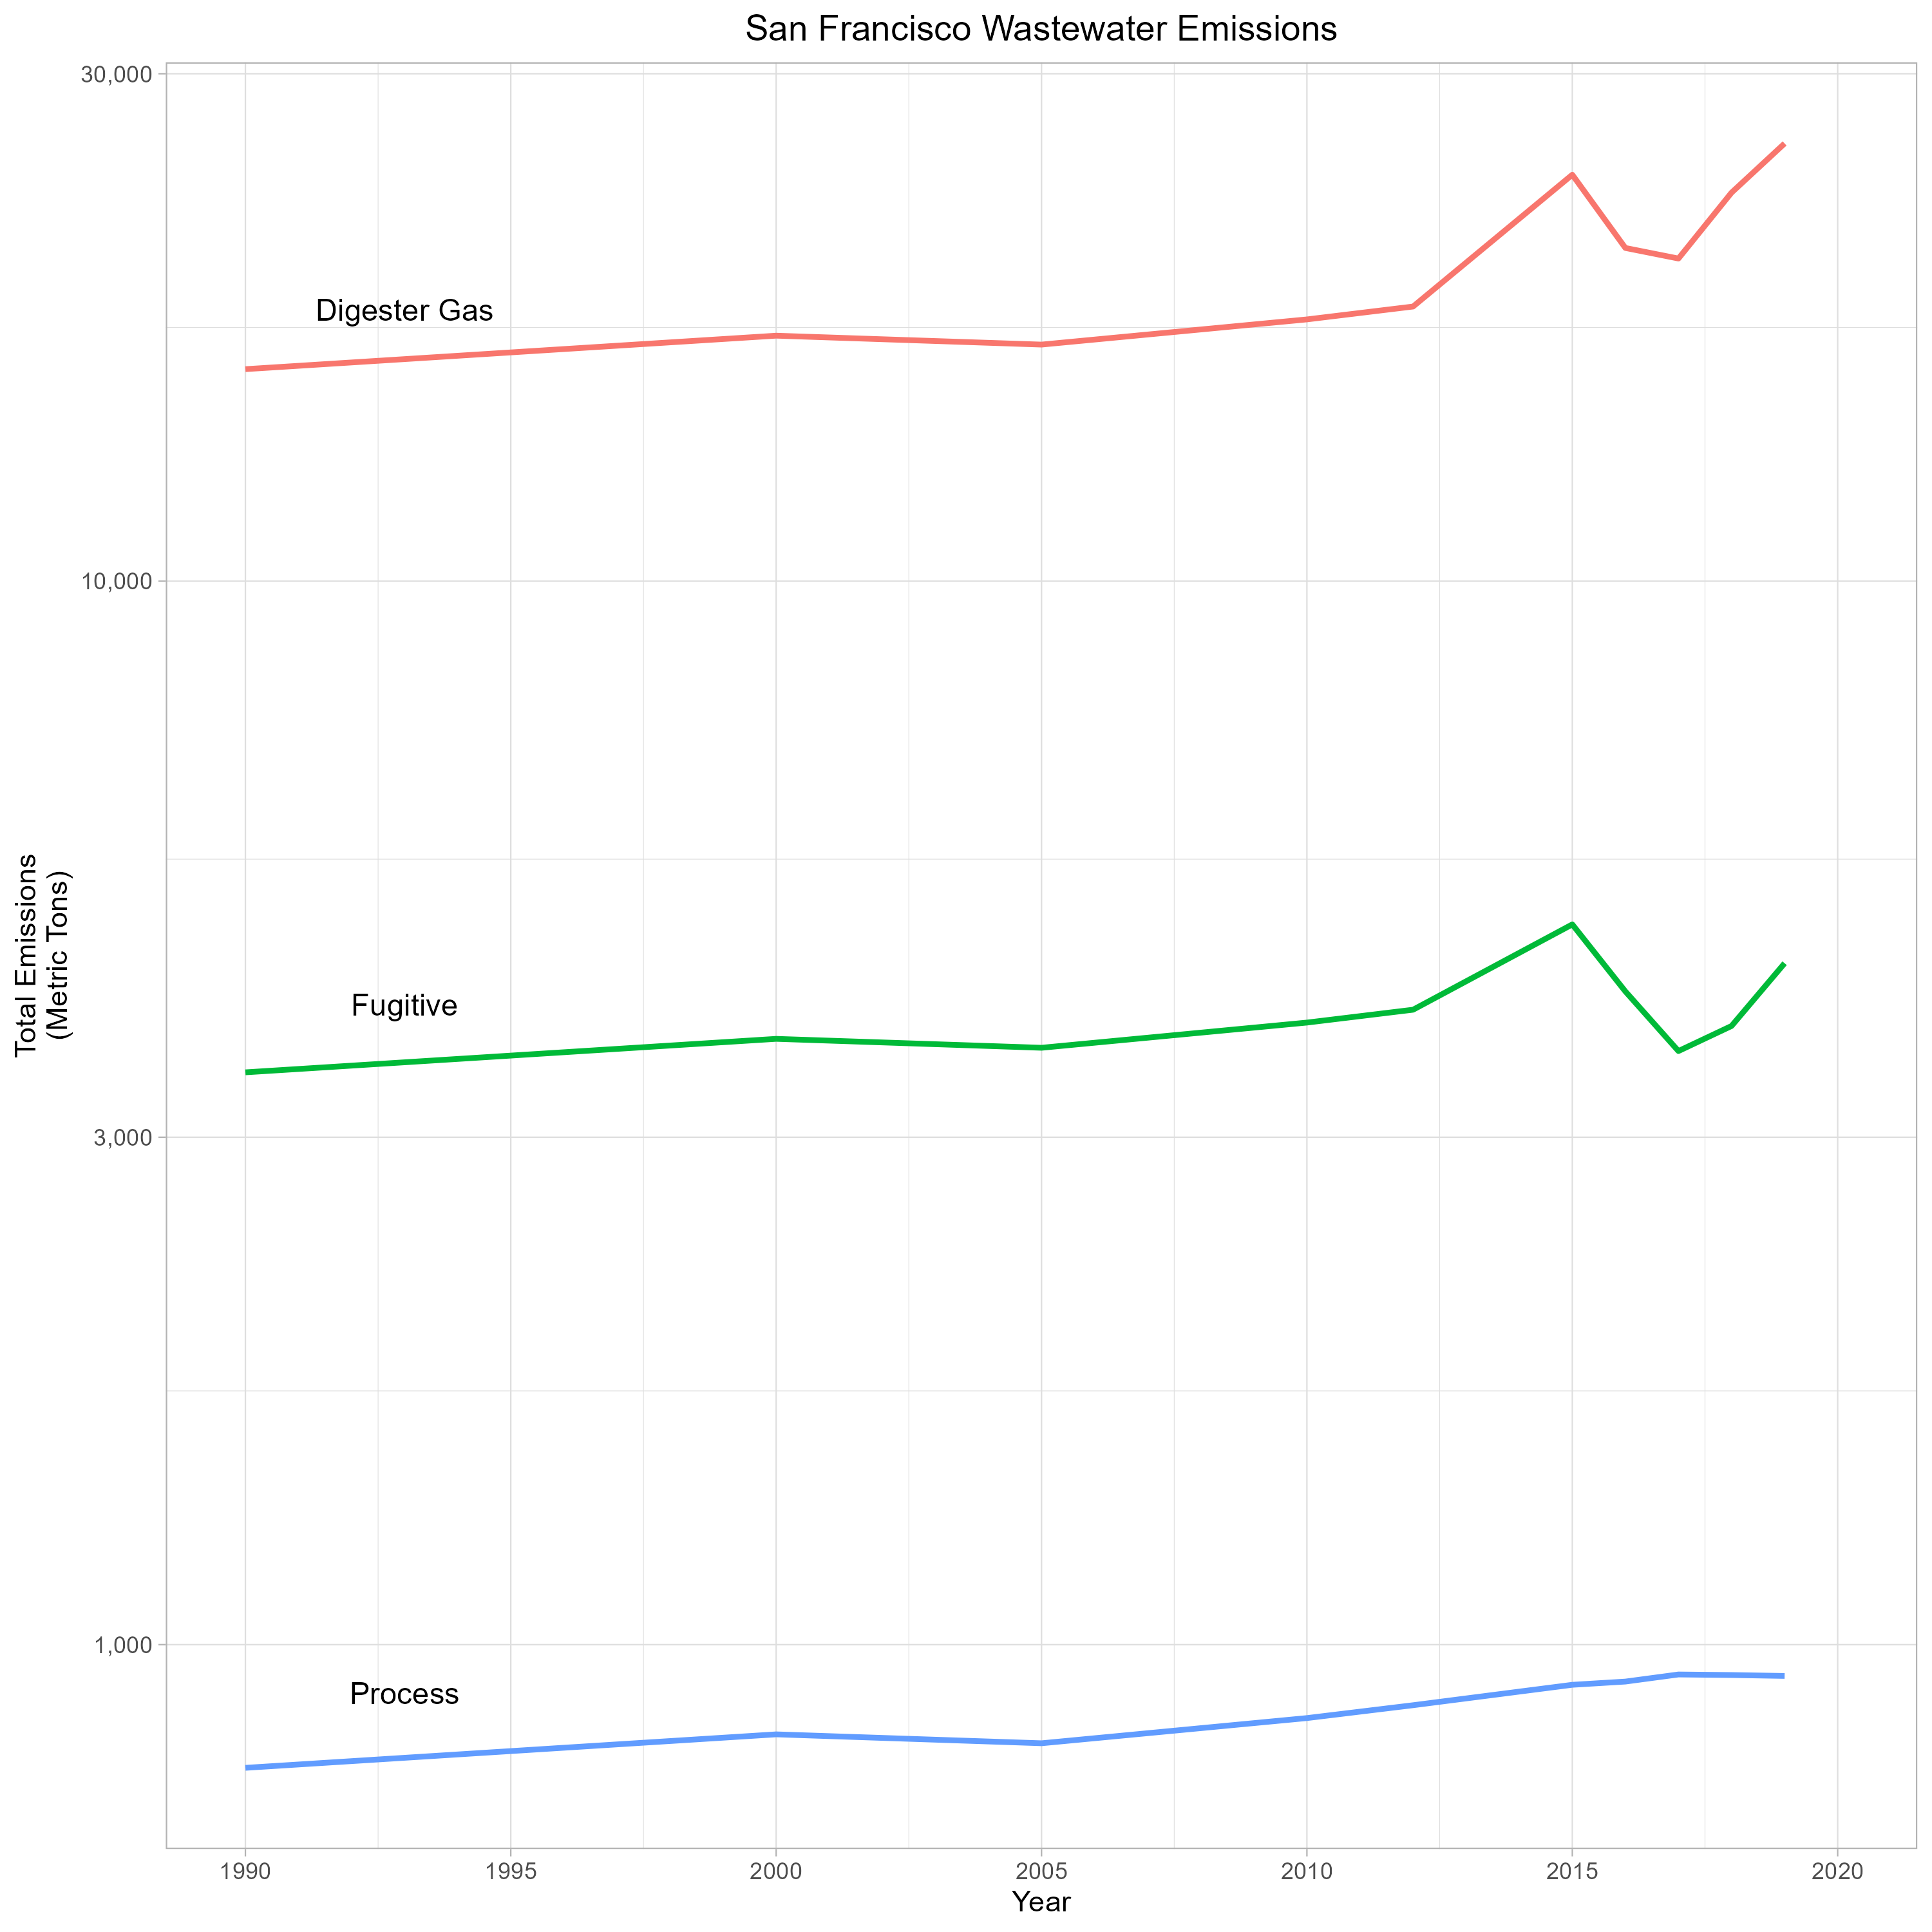 San Francisco Wastewater Emissions
30,000
10,000
3,000
1,000
Total Emissions
(Metric Tons)
Digester Gas
Fugitive
Process
1990 1995 2000 2005 2010 2015 2020
Year